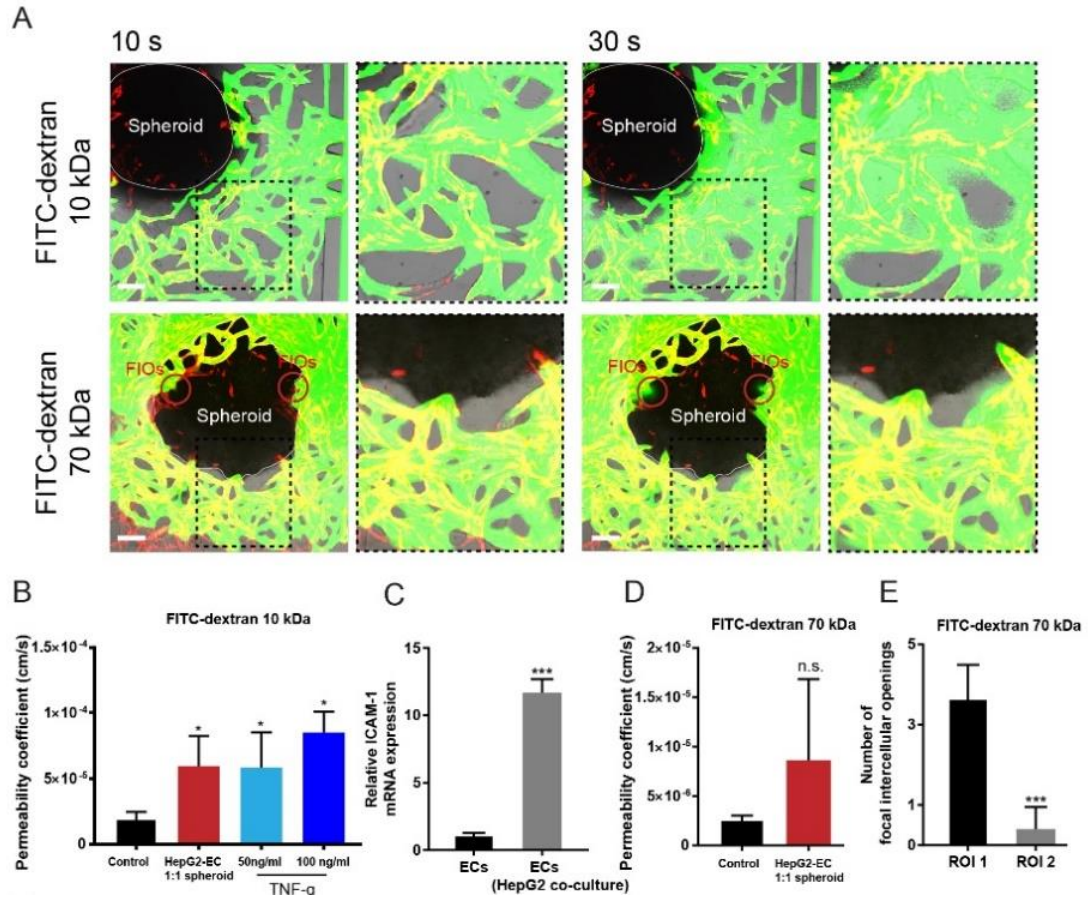 A
10 s
30 s
FITC-dextran
10 kDa
Spheroid
Spheroid
FITC-dextran
70 kDa
FIOs
FIOs
Spheroid
FIOs
FIOs
Spheroid
B
FITC-dextran 10 kDa
Permeability coefficient (cm/s)
1.5×10⁻⁴
1×10⁻⁴
5×10⁻⁵
0
*
*
*
Control
HepG2-EC
1:1 spheroid
50ng/ml
100 ng/ml
TNF-α
C
Relative ICAM-1
mRNA expression
15
10
5
0
***
ECs
ECs
(HepG2 co-culture)
D
FITC-dextran 70 kDa
Permeability coefficient (cm/s)
2×10⁻⁵
1.5×10⁻⁵
1×10⁻⁵
5×10⁻⁶
0
n.s.
Control
HepG2-EC
1:1 spheroid
E
FITC-dextran 70 kDa
Number of
focal intercellular openings
5
3
1
0
***
ROI 1
ROI 2